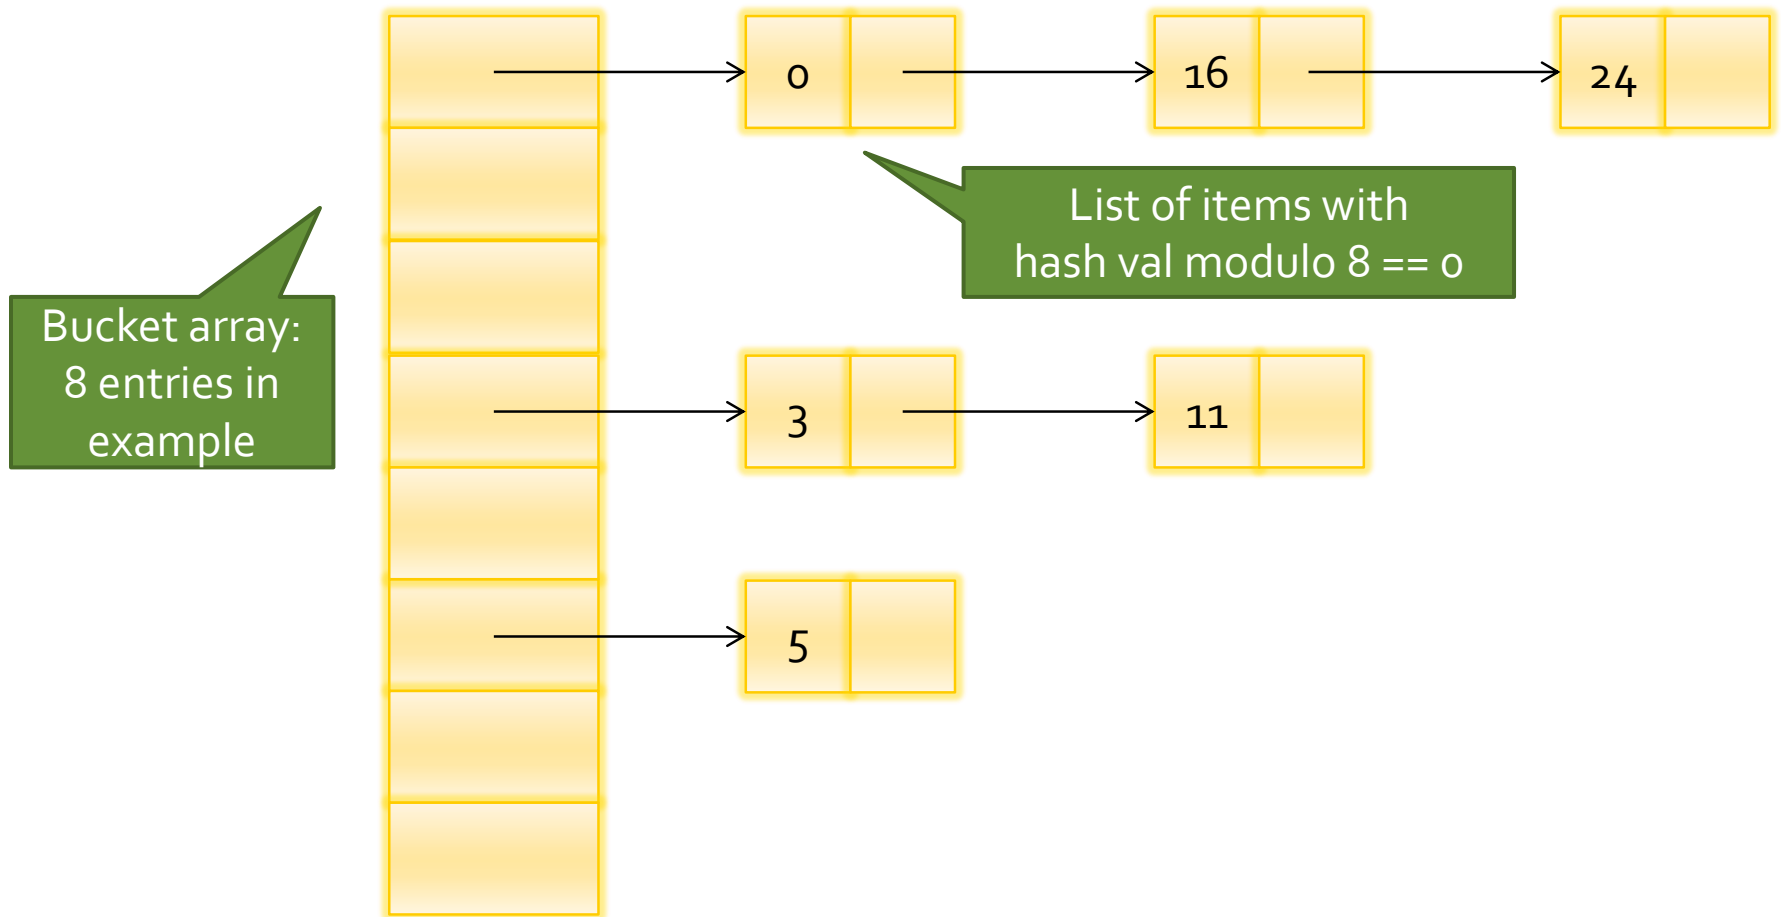 0
16
24
List of items with
hash val modulo 8 == 0
Bucket array:
8 entries in
example
3
11
5